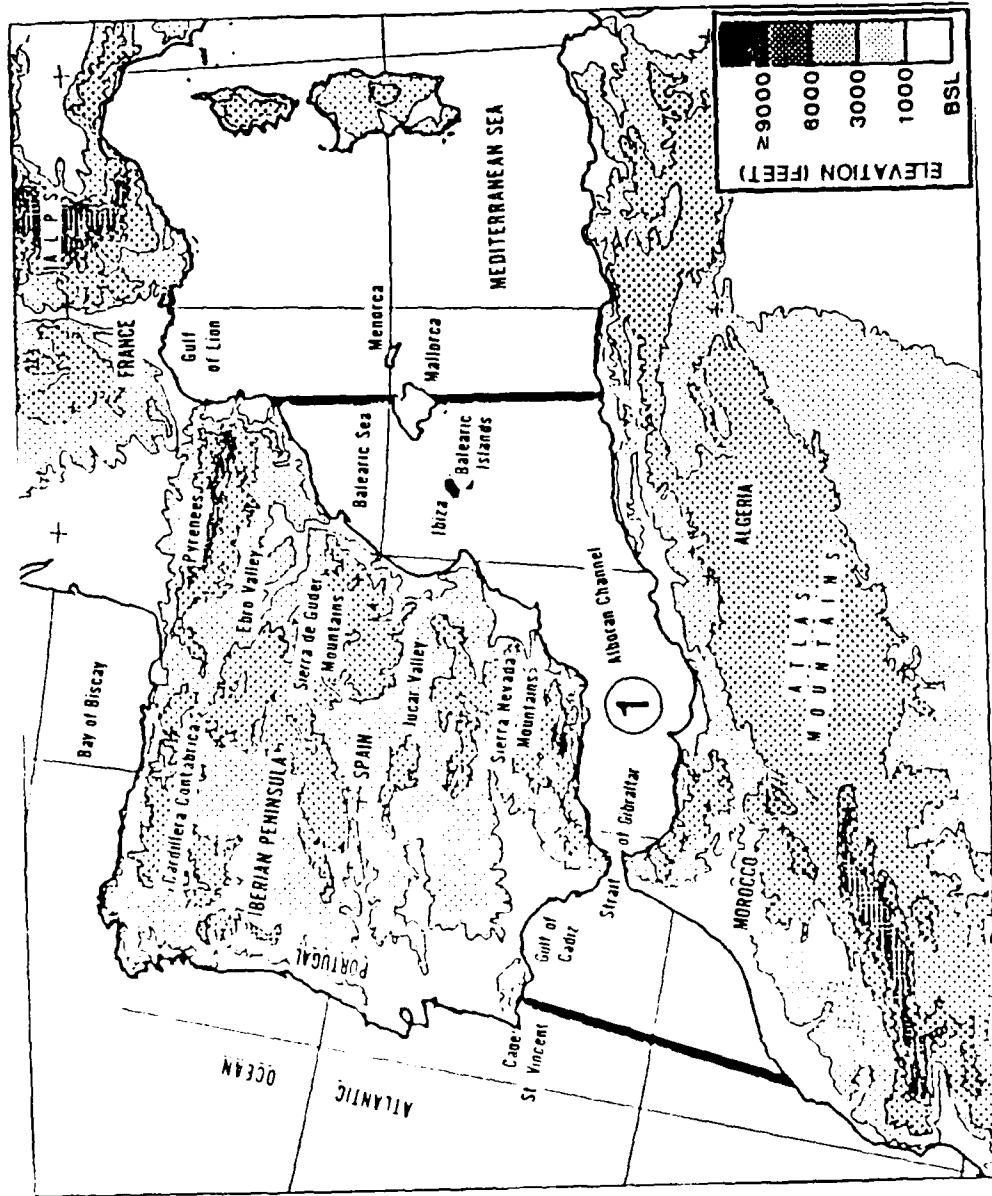 ALPS
FRANCE
Bay of Biscay
Gulf
of Lion
Cardillera Contabrica
Pyrenees
Ebro Valley
IBERIAN PENINSULA
Sierra de Guder
Mountains
Menorca
Balearic Sea
Mallorca
PORTUGAL
SPAIN
Jucar Valley
Ibiza
Balearic
Islands
MEDITERRANEAN SEA
ATLANTIC
OCEAN
Sierra Nevada
Mountains
Cape
St Vincent
Gulf of
Cadiz
Strait
of Gibraltar
1
Alboran Channel
MOROCCO
ALGERIA
ATLAS
MOUNTAINS
ELEVATION (FEET)
≥9000
6000
3000
1000
BSL